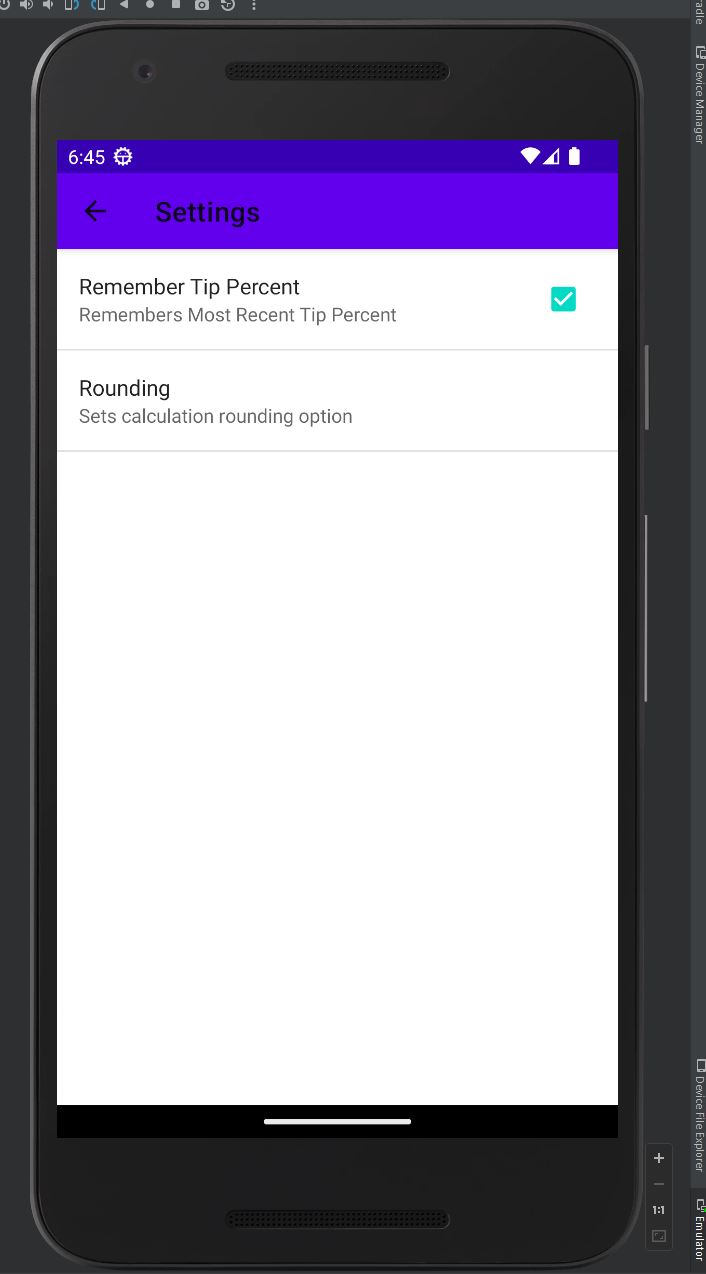 adle
Device Manager
6:45
Settings
Remember Tip Percent
Remembers Most Recent Tip Percent
Rounding
Sets calculation rounding option
Device File Explorer
1:1
Emulator